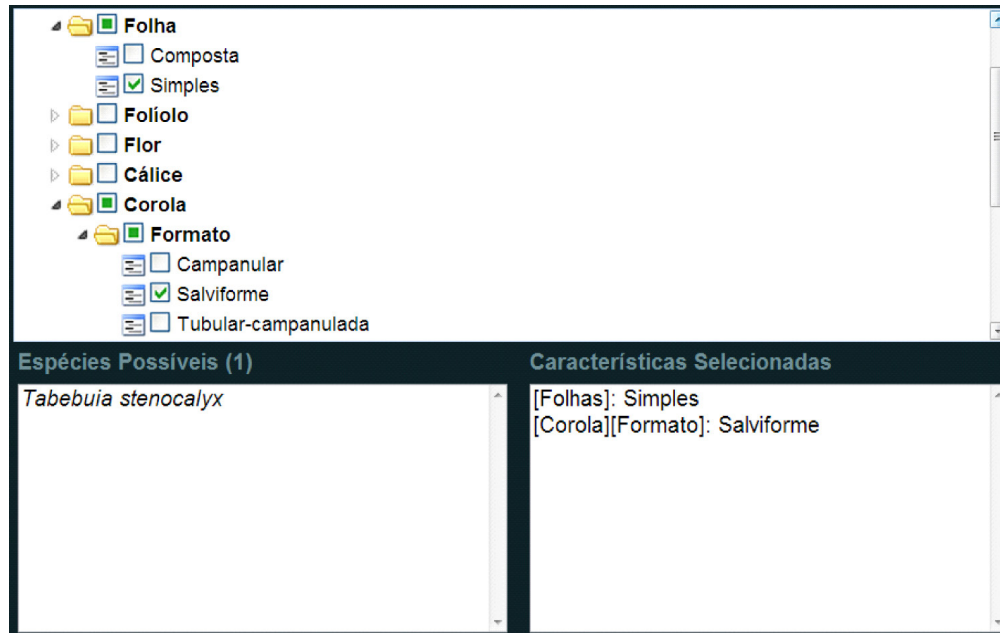 Folha
Composta
Simples
Folíolo
Flor
Cálice
Corola
Formato
Campanular
Salviforme
Tubular-campanulada
Espécies Possíveis (1)
Tabebuia stenocalyx
Características Selecionadas
[Folhas]: Simples
[Corola][Formato]: Salviforme